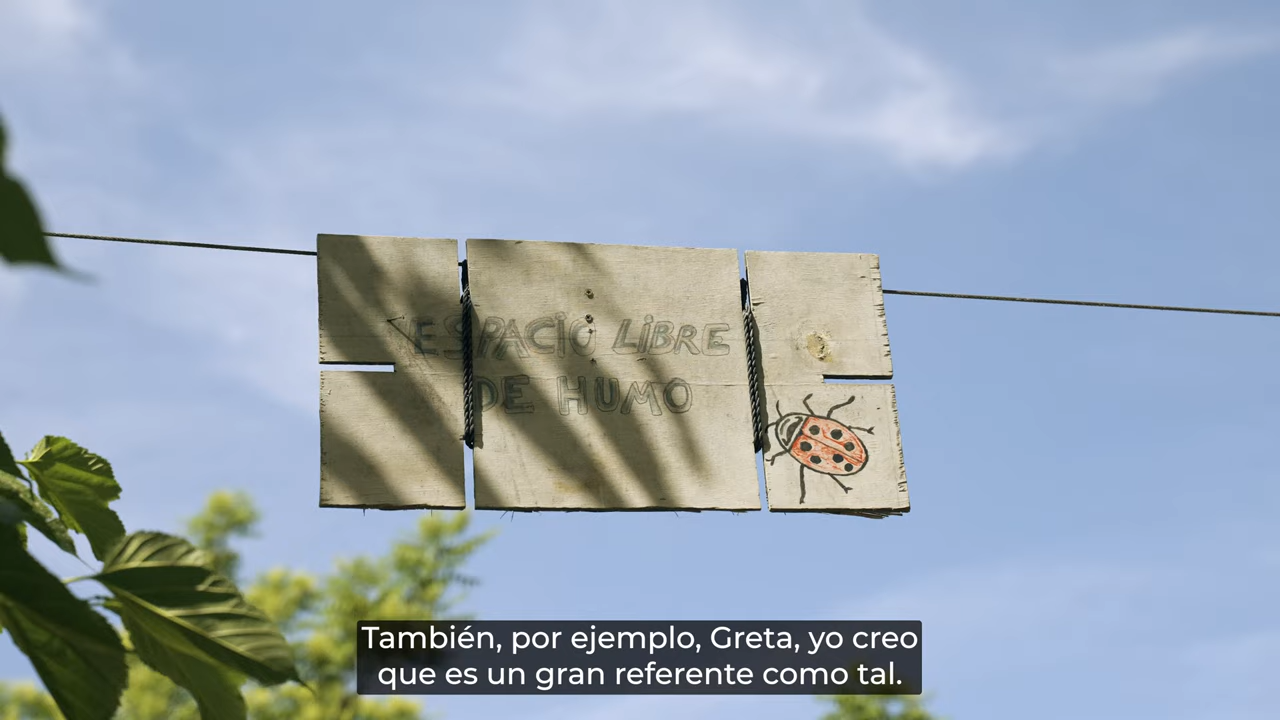 ESPACIO LIBRE
DE HUMO
También, por ejemplo, Greta, yo creo
que es un gran referente como tal.